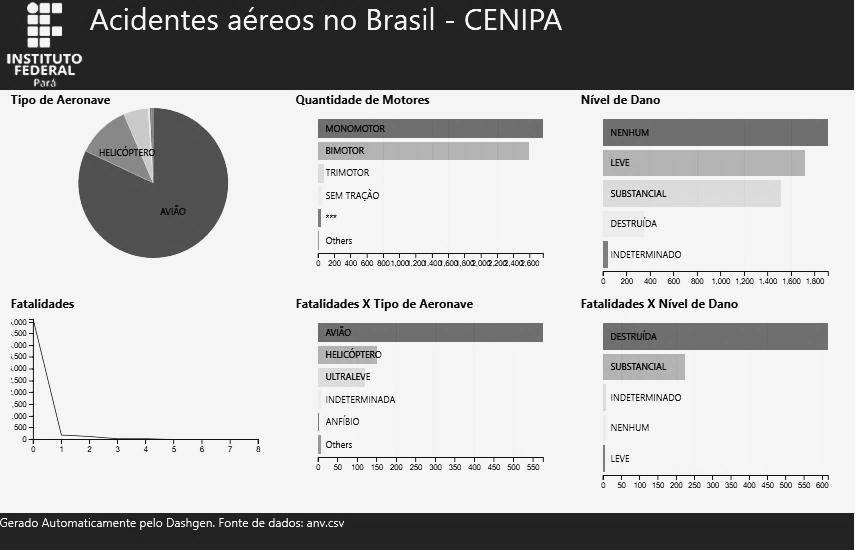 Acidentes aéreos no Brasil - CENIPA
INSTITUTO
FEDERAL
Pará
Tipo de Aeronave
HELICÓPTERO
AVIÃO
Quantidade de Motores
MONOMOTOR
BIMOTOR
TRIMOTOR
SEM TRAÇÃO
***
Others
0 200 400 600 800 1,000 1,200 1,400 1,600 1,800 2,000 2,200 2,400 2,600
Nível de Dano
NENHUM
LEVE
SUBSTANCIAL
DESTRUÍDA
INDETERMINADO
0 200 400 600 800 1,000 1,200 1,400 1,600 1,800
Fatalidades
500
0
0 1 2 3 4 5 6 7 8
Fatalidades X Tipo de Aeronave
AVIÃO
HELICÓPTERO
ULTRALEVE
INDETERMINADA
ANFÍBIO
Others
0 50 100 150 200 250 300 350 400 450 500 550
Fatalidades X Nível de Dano
DESTRUÍDA
SUBSTANCIAL
INDETERMINADO
NENHUM
LEVE
0 50 100 150 200 250 300 350 400 450 500 550 600
Gerado Automaticamente pelo Dashgen. Fonte de dados: anv.csv